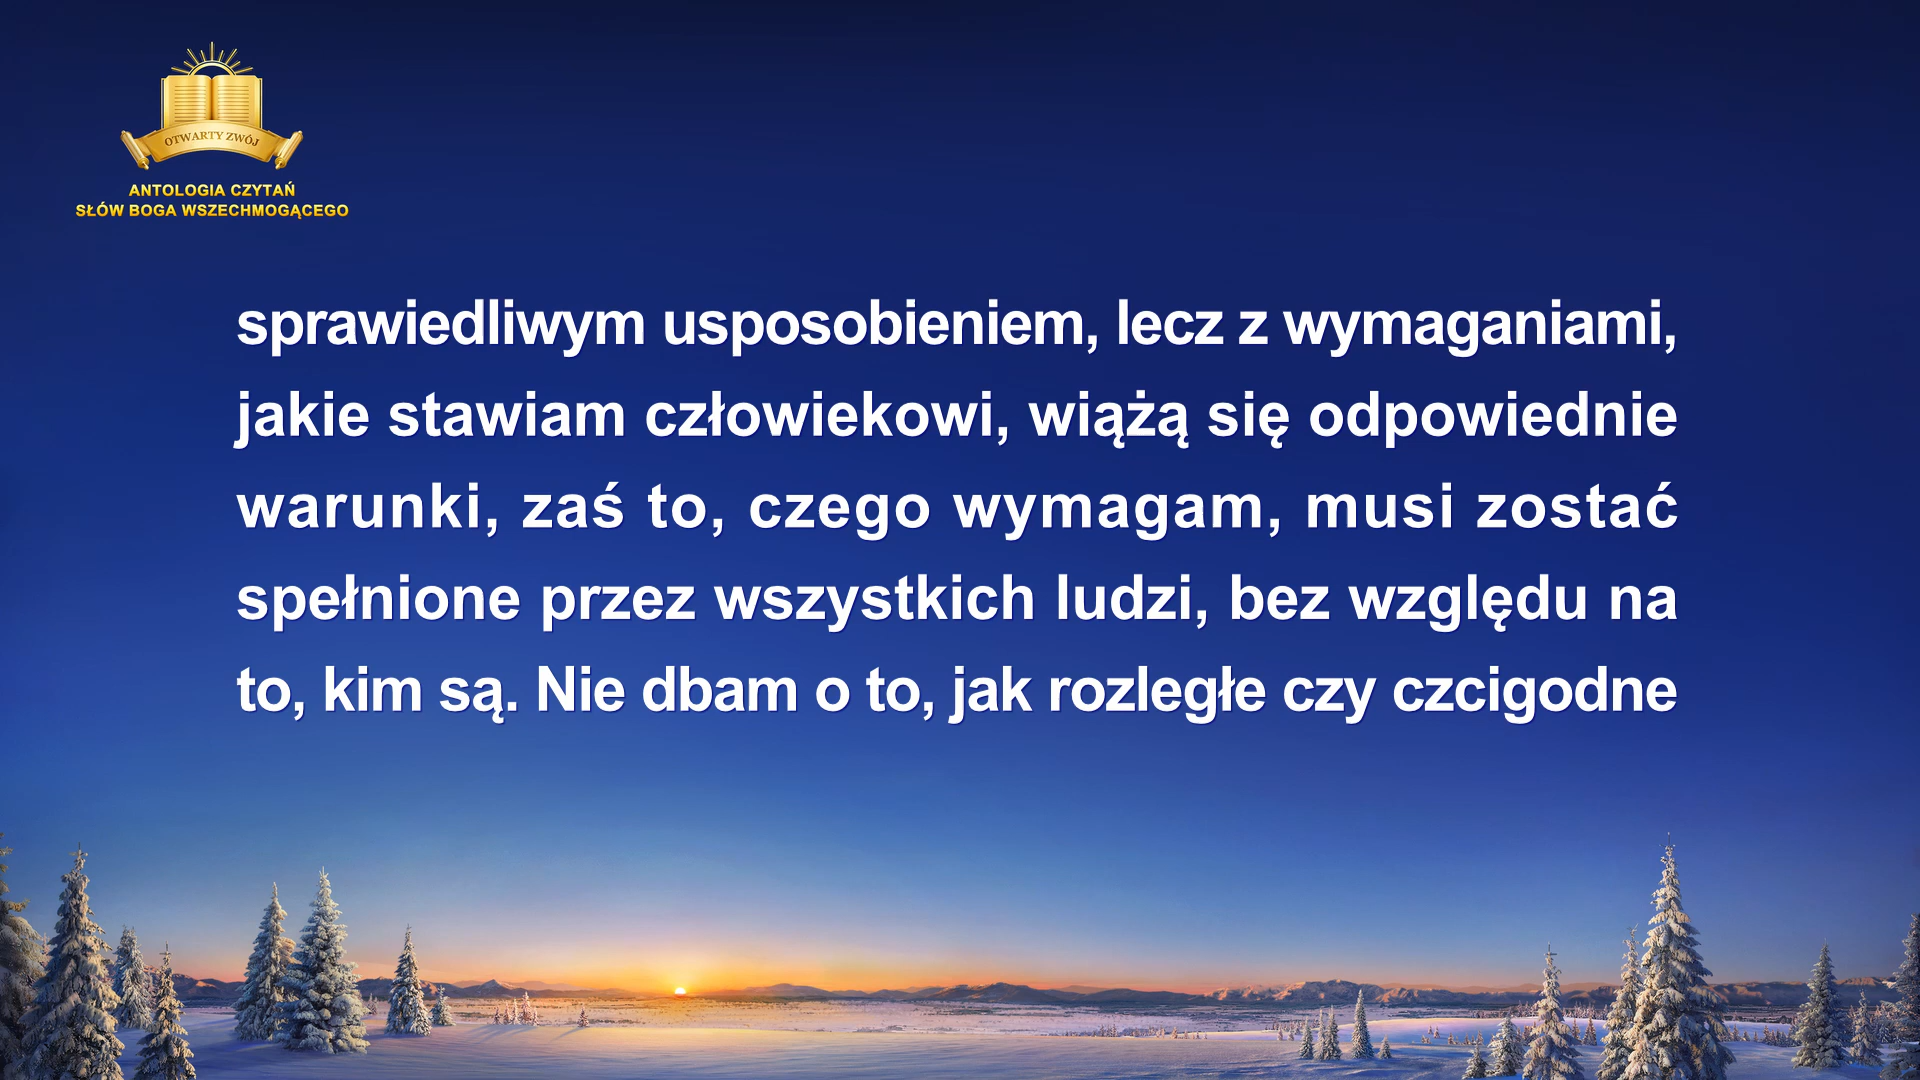 OTWARTY ZWÓJ
ANTOLOGIA CZYTAŃ
SŁÓW BOGA WSZECHMOGĄCEGO
sprawiedliwym usposobieniem, lecz z wymaganiami,
jakie stawiam człowiekowi, wiążą się odpowiednie
warunki, zaś to, czego wymagam, musi zostać
spełnione przez wszystkich ludzi, bez względu na
to, kim są. Nie dbam o to, jak rozległe czy czcigodne